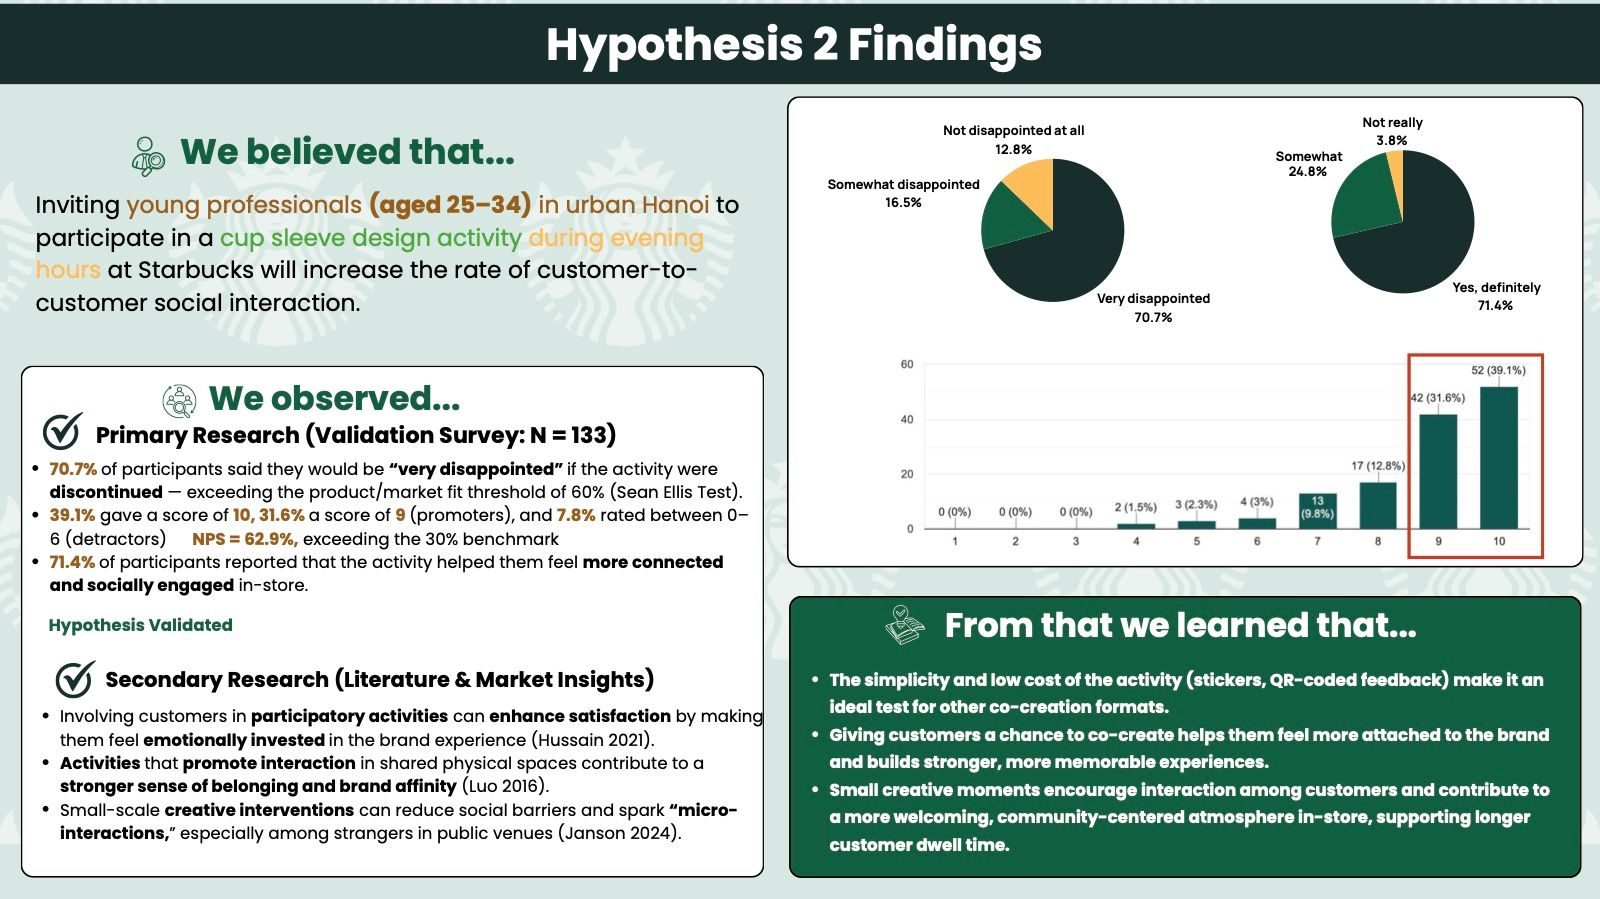 Hypothesis 2 Findings
We believed that...
Inviting young professionals (aged 25–34) in urban Hanoi to
participate in a cup sleeve design activity during evening
hours at Starbucks will increase the rate of customer-to-
customer social interaction.
We observed...
Primary Research (Validation Survey: N = 133)
• 70.7% of participants said they would be “very disappointed” if the activity were
discontinued — exceeding the product/market fit threshold of 60% (Sean Ellis Test).
• 39.1% gave a score of 10, 31.6% a score of 9 (promoters), and 7.8% rated between 0–
6 (detractors) NPS = 62.9%, exceeding the 30% benchmark
• 71.4% of participants reported that the activity helped them feel more connected
and socially engaged in-store.
Hypothesis Validated
Secondary Research (Literature & Market Insights)
• Involving customers in participatory activities can enhance satisfaction by making
them feel emotionally invested in the brand experience (Hussain 2021).
• Activities that promote interaction in shared physical spaces contribute to a
stronger sense of belonging and brand affinity (Luo 2016).
• Small-scale creative interventions can reduce social barriers and spark “micro-
interactions,” especially among strangers in public venues (Janson 2024).
Not disappointed at all
12.8%
Somewhat disappointed
16.5%
Very disappointed
70.7%
Not really
3.8%
Somewhat
24.8%
Yes, definitely
71.4%
60
40
20
0
0 (0%)
0 (0%)
0 (0%)
2 (1.5%)
3 (2.3%)
4 (3%)
13
(9.8%)
17 (12.8%)
42 (31.6%)
52 (39.1%)
1 2 3 4 5 6 7 8 9 10
From that we learned that...
• The simplicity and low cost of the activity (stickers, QR-coded feedback) make it an
ideal test for other co-creation formats.
• Giving customers a chance to co-create helps them feel more attached to the brand
and builds stronger, more memorable experiences.
• Small creative moments encourage interaction among customers and contribute to
a more welcoming, community-centered atmosphere in-store, supporting longer
customer dwell time.